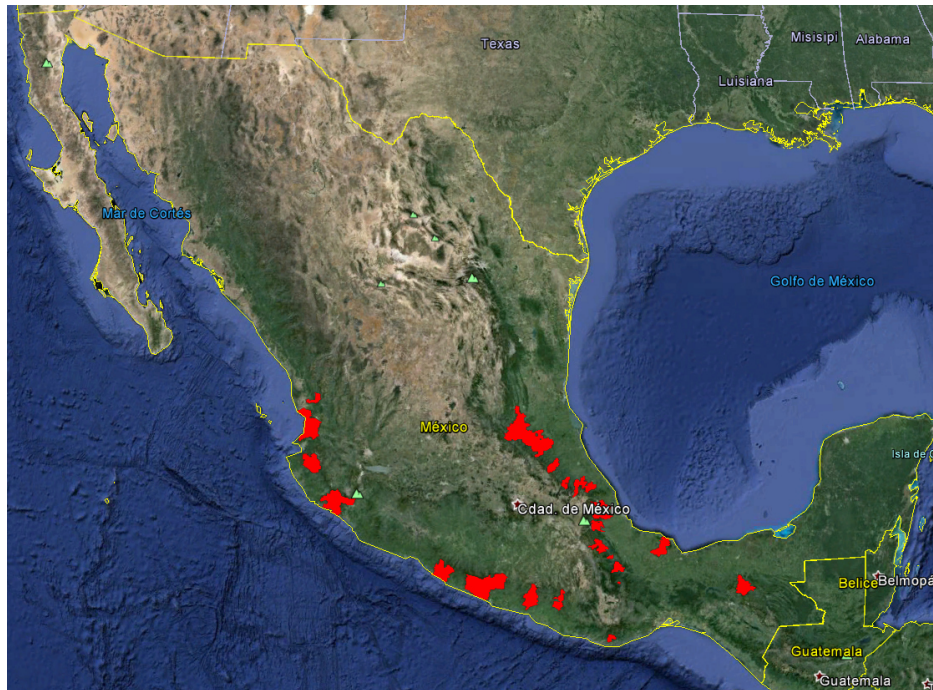 Texas
Misisipi
Alabama
Luisiana
Mar de Cortés
Golfo de México
México
Isla de C
Cdad. de México
Belice
Belmopá
Guatemala
Guatemala